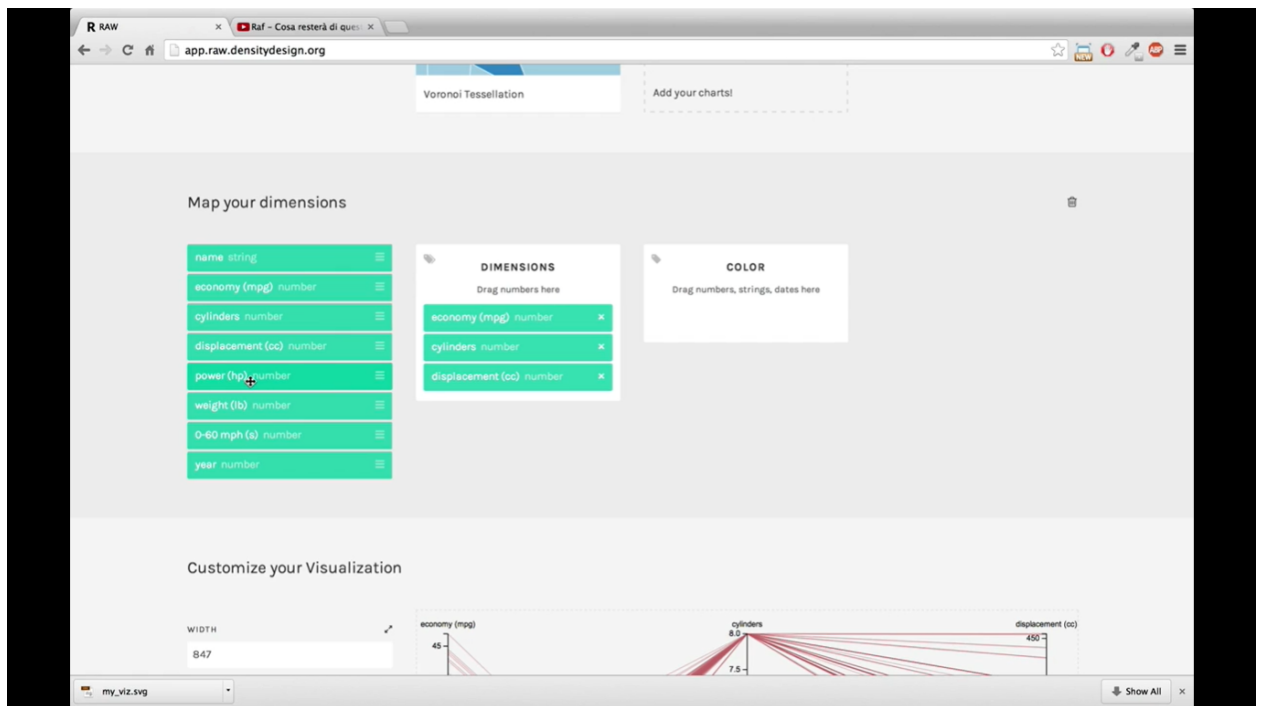 R RAW
×
Raf – Cosa resterà di ques
×
app.raw.densitydesign.org
NEW
ABP
Voronoi Tessellation
Add your charts!
Map your dimensions
name string
economy (mpg) number
cylinders number
displacement (cc) number
power (hp) number
weight (lb) number
0-60 mph (s) number
year number
DIMENSIONS
Drag numbers here
economy (mpg) number ×
cylinders number ×
displacement (cc) number ×
COLOR
Drag numbers, strings, dates here
Customize your Visualization
WIDTH
847
economy (mpg)
45
cylinders
8.0
7.5
displacement (cc)
450
my_viz.svg
Show All
×